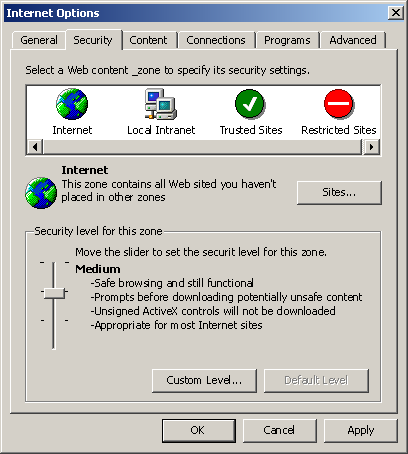 Internet Options
General Security Content Connections Programs Advanced
Select a Web content _zone to specify its security settings.
Internet Local Intranet Trusted Sites Restricted Sites
Internet
This zone contains all Web sited you haven't
placed in other zones
Sites...
Security level for this zone
Move the slider to set the securit level for this zone.
Medium
-Safe browsing and still functional
-Prompts before downloading potentially unsafe content
-Unsigned ActiveX controls will not be downloaded
-Appropriate for most Internet sites
Custom Level... Default Level
OK Cancel Apply